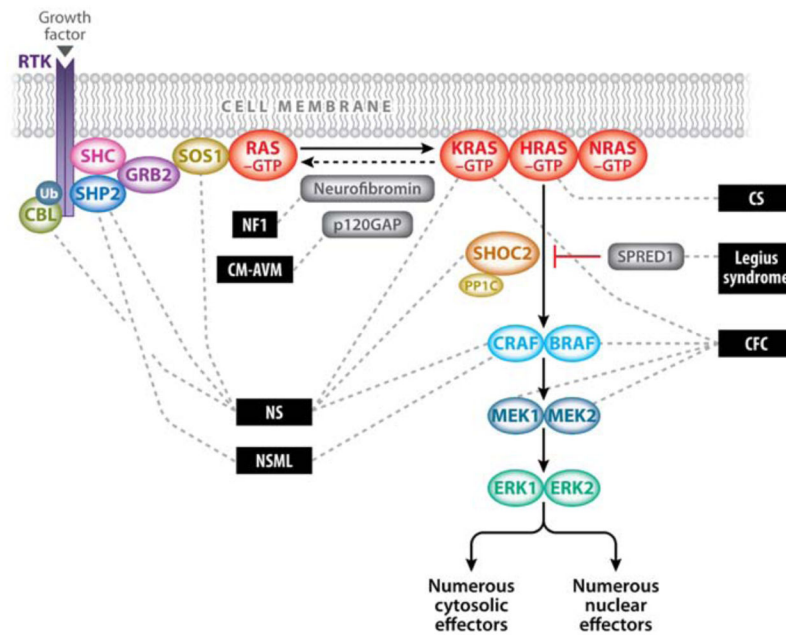 Growth
factor
RTK
CELL MEMBRANE
SHC
GRB2
SOS1
RAS
–GTP
KRAS
–GTP
HRAS
–GTP
NRAS
–GTP
Ub
CBL
SHP2
Neurofibromin
NF1
p120GAP
CM-AVM
CS
SHOC2
PP1C
SPRED1
Legius
syndrome
CRAF
BRAF
CFC
NS
MEK1
MEK2
NSML
ERK1
ERK2
Numerous
cytosolic
effectors
Numerous
nuclear
effectors